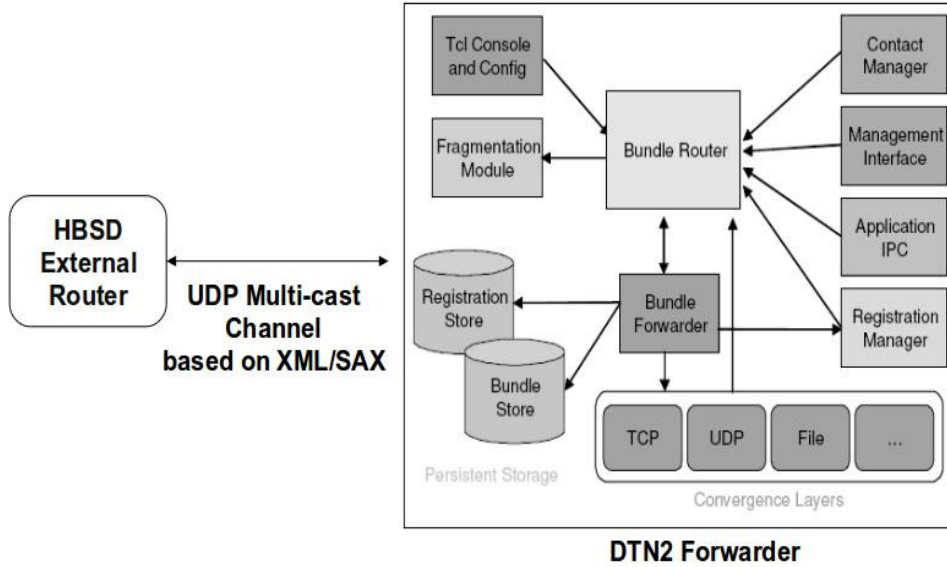 Tcl Console
and Config
Contact
Manager
Fragmentation
Module
Bundle Router
Management
Interface
HBSD
External
Router
Application
IPC
UDP Multi-cast
Channel
based on XML/SAX
Registration
Store
Bundle
Forwarder
Registration
Manager
Bundle
Store
TCP
UDP
File
...
Persistent Storage
Convergence Layers
DTN2 Forwarder